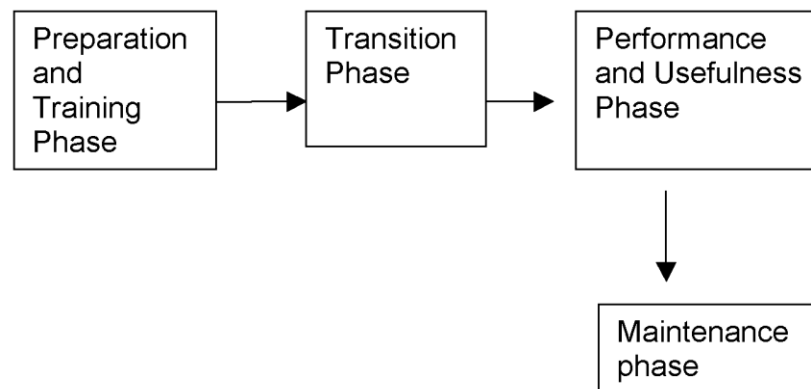 Preparation
and
Training
Phase
Transition
Phase
Performance
and Usefulness
Phase
Maintenance
phase